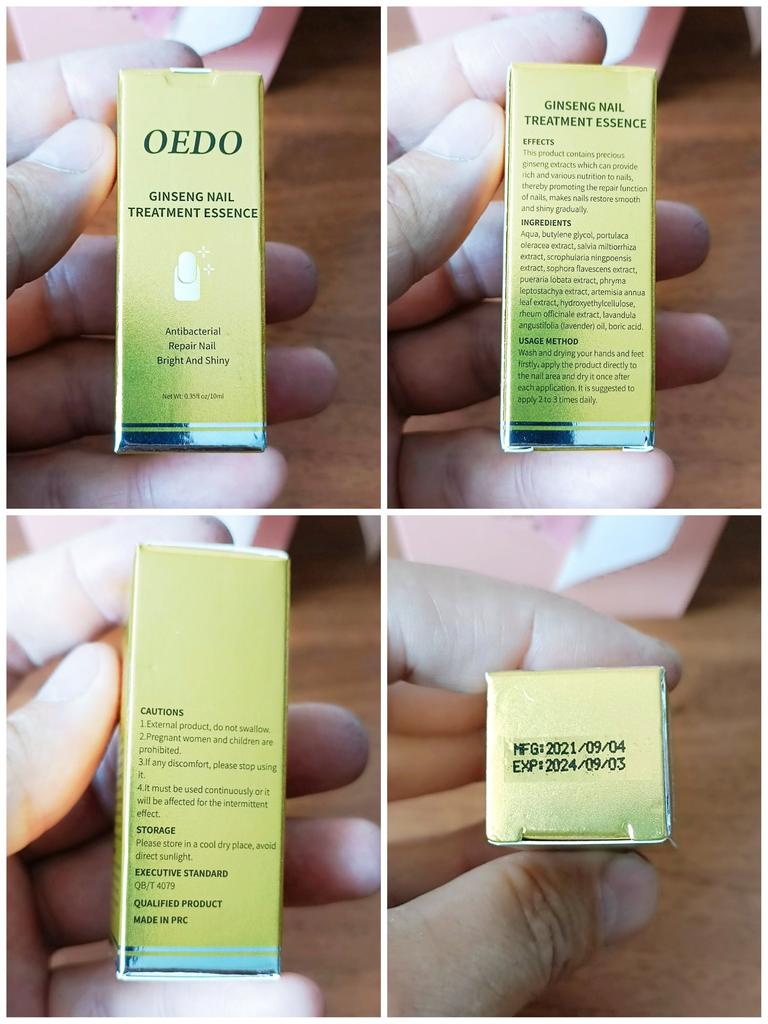 OEDO
GINSENG NAIL
TREATMENT ESSENCE
Antibacterial
Repair Nail
Bright And Shiny
Net Wt: 0.35fl oz/10ml
GINSENG NAIL
TREATMENT ESSENCE
EFFECTS
This product contains precious
ginseng extracts which can provide
rich and various nutrition to nails,
thereby promoting the repair function
of nails, makes nails restore smooth
and shiny gradually.
INGREDIENTS
Aqua, butylene glycol, portulaca
oleracea extract, salvia miltiorrhiza
extract, scrophularia ningpoensis
extract, sophora flavescens extract,
pueraria lobata extract, phryma
leptostachya extract, artemisia annua
leaf extract, hydroxyethylcellulose,
rheum officinale extract, lavandula
angustifolia (lavender) oil, boric acid.
USAGE METHOD
Wash and drying your hands and feet
firstly, apply the product directly to
the nail area and dry it once after
each application. It is suggested to
apply 2 to 3 times daily.
CAUTIONS
1.External product, do not swallow.
2.Pregnant women and children are
prohibited.
3.If any discomfort, please stop using
it.
4.It must be used continuously or it
will be affected for the intermittent
effect.
STORAGE
Please store in a cool dry place, avoid
direct sunlight.
EXECUTIVE STANDARD
QB/T 4079
QUALIFIED PRODUCT
MADE IN PRC
MFG:2021/09/04
EXP:2024/09/03